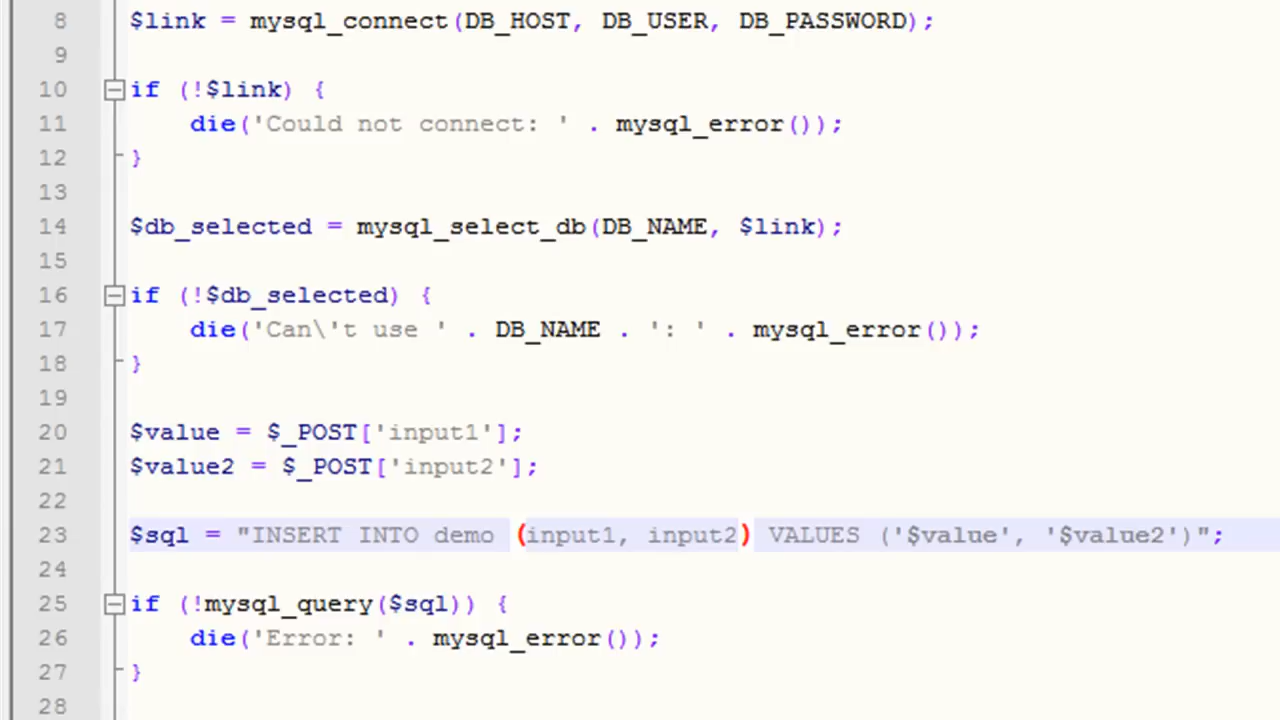 8 $link = mysql_connect(DB_HOST, DB_USER, DB_PASSWORD);
9
10 if (!$link) {
11 die('Could not connect: ' . mysql_error());
12 }
13
14 $db_selected = mysql_select_db(DB_NAME, $link);
15
16 if (!$db_selected) {
17 die('Can\'t use ' . DB_NAME . ': ' . mysql_error());
18 }
19
20 $value = $_POST['input1'];
21 $value2 = $_POST['input2'];
22
23 $sql = "INSERT INTO demo (input1, input2) VALUES ('$value', '$value2')";
24
25 if (!mysql_query($sql)) {
26 die('Error: ' . mysql_error());
27 }
28